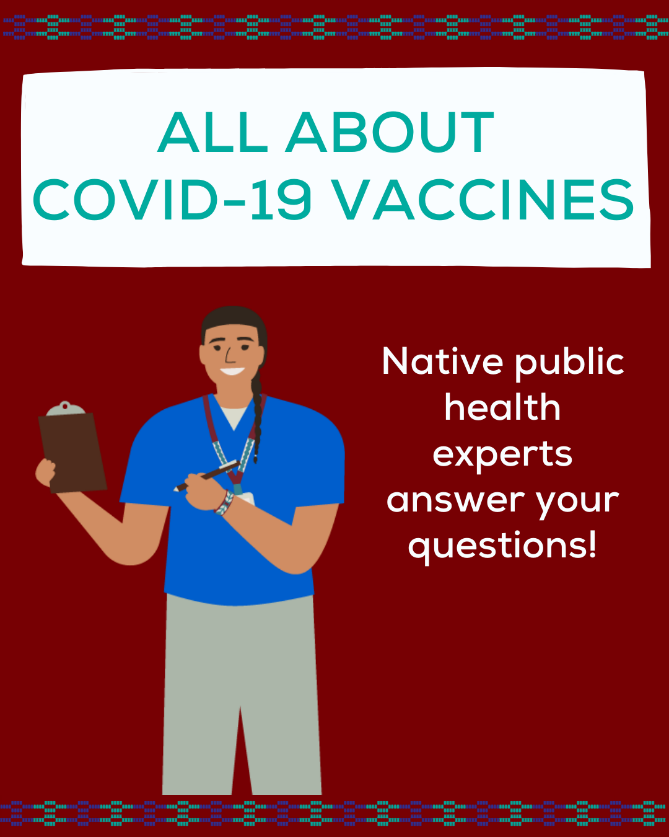 ALL ABOUT
COVID-19 VACCINES
Native public
health
experts
answer your
questions!